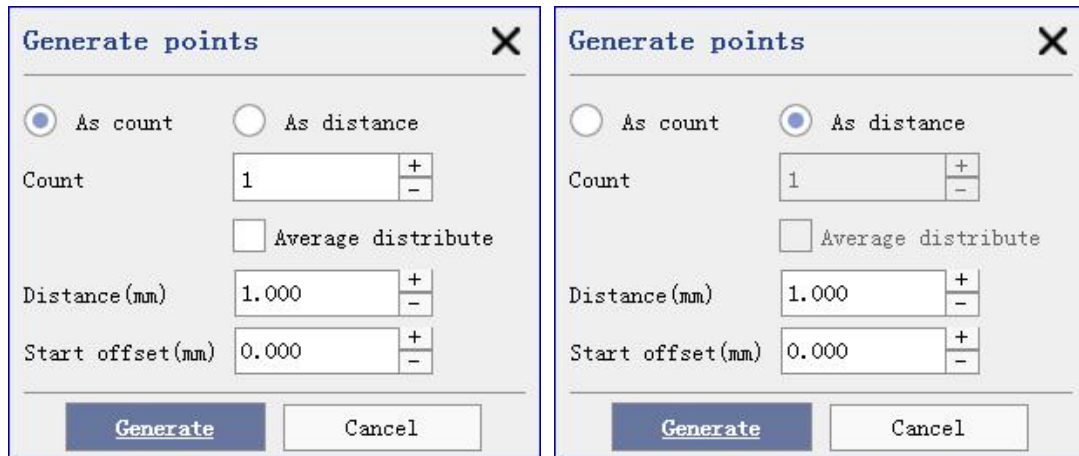 Generate points
As count As distance
Count 1 + -
Average distribute
Distance(mm) 1.000 + -
Start offset(mm) 0.000 + -
Generate Cancel
Generate points
As count As distance
Count 1 + -
Average distribute
Distance(mm) 1.000 + -
Start offset(mm) 0.000 + -
Generate Cancel